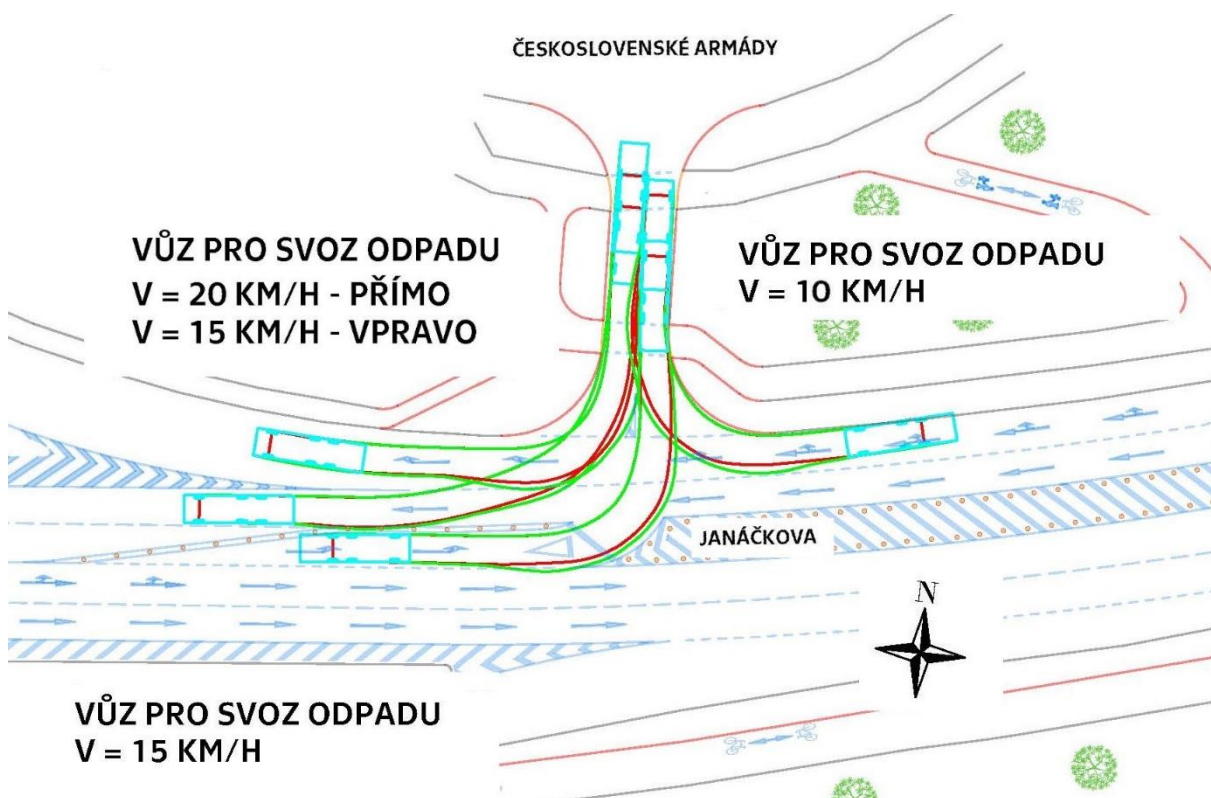 ČESKOSLOVENSKÉ ARMÁDY
VŮZ PRO SVOZ ODPADU
V = 20 KM/H - PŘÍMO
V = 15 KM/H - VPRAVO
VŮZ PRO SVOZ ODPADU
V = 10 KM/H
JANÁČKOVA
N
VŮZ PRO SVOZ ODPADU
V = 15 KM/H